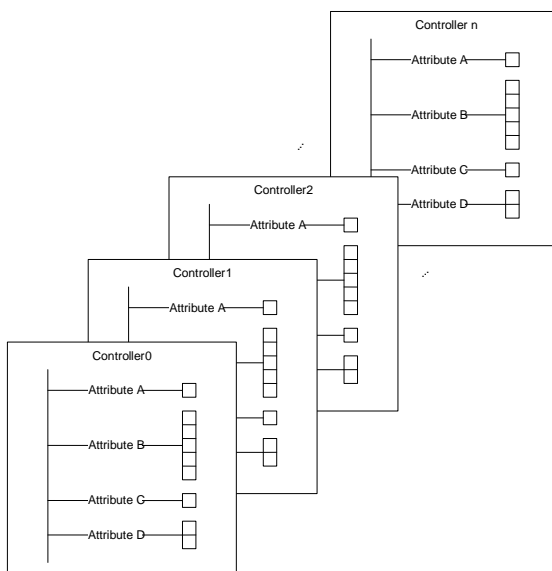 Controller n
Attribute A
Attribute B
Attribute C
Attribute D
Controller2
Attribute A
Controller1
Attribute A
Controller0
Attribute A
Attribute B
Attribute C
Attribute D